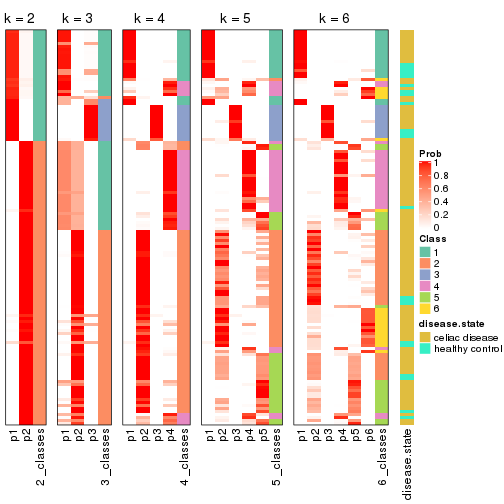 k = 2
k = 3
k = 4
k = 5
k = 6
Prob
1
0.8
0.6
0.4
0.2
0
Class
1
2
3
4
5
6
disease.state
celiac disease
healthy control
p1
p2
2_classes
p1
p2
p3
3_classes
p1
p2
p3
p4
4_classes
p1
p2
p3
p4
p5
5_classes
p1
p2
p3
p4
p5
p6
6_classes
disease.state